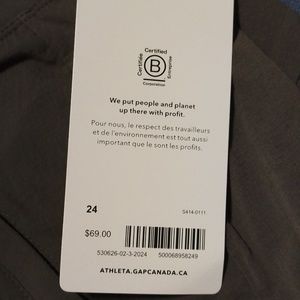 Certified
Certifiée
B
Entreprise
Corporation
We put people and planet
up there with profit.
Pour nous, le respect des travailleurs
et de l'environnement est tout aussi
important que le sont les profits.
24
S414-0111
$69.00
530626-02-3-2024 500068958249
ATHLETA.GAPCANADA.CA